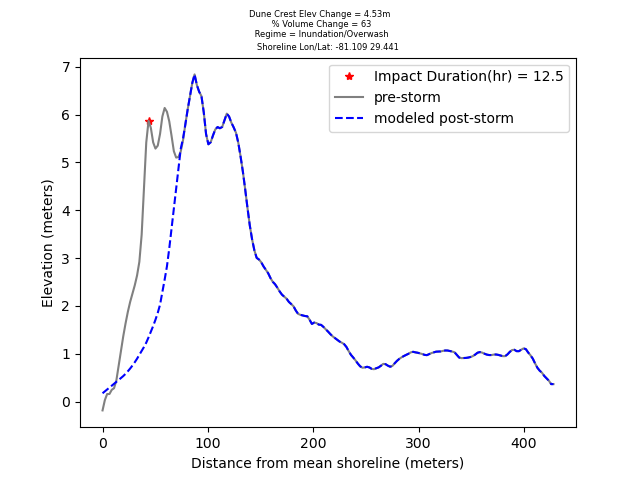 Dune Crest Elev Change = 4.53m
% Volume Change = 63
Regime = Inundation/Overwash
Shoreline Lon/Lat: -81.109 29.441
Impact Duration(hr) = 12.5
pre-storm
modeled post-storm
Elevation (meters)
7
6
5
4
3
2
1
0
0 100 200 300 400
Distance from mean shoreline (meters)